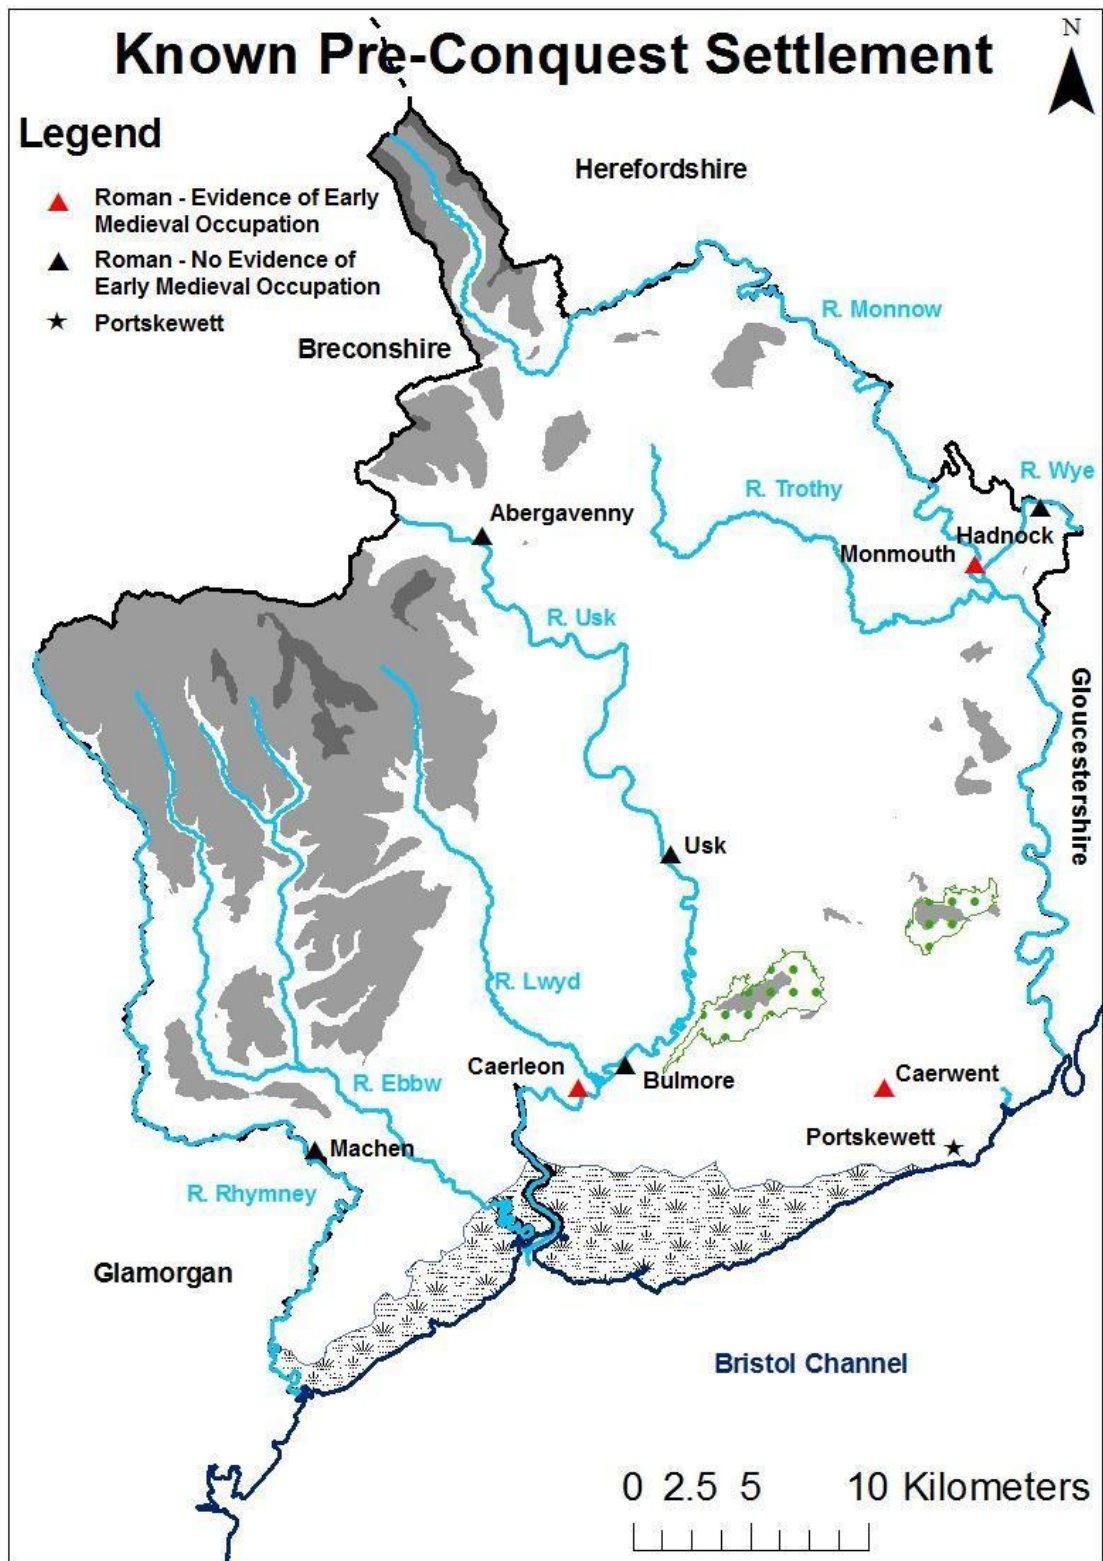 Known Pre-Conquest Settlement
N
Legend
Roman - Evidence of Early
Medieval Occupation
Roman - No Evidence of
Early Medieval Occupation
Portskewett
Herefordshire
R. Monnow
Breconshire
R. Wye
R. Trothy
Abergavenny
Hadnock
Monmouth
R. Usk
Gloucestershire
Usk
R. Lwyd
Caerleon
R. Ebbw
Bulmore
Caerwent
Portskewett
Machen
R. Rhymney
Glamorgan
Bristol Channel
0 2.5 5 10 Kilometers